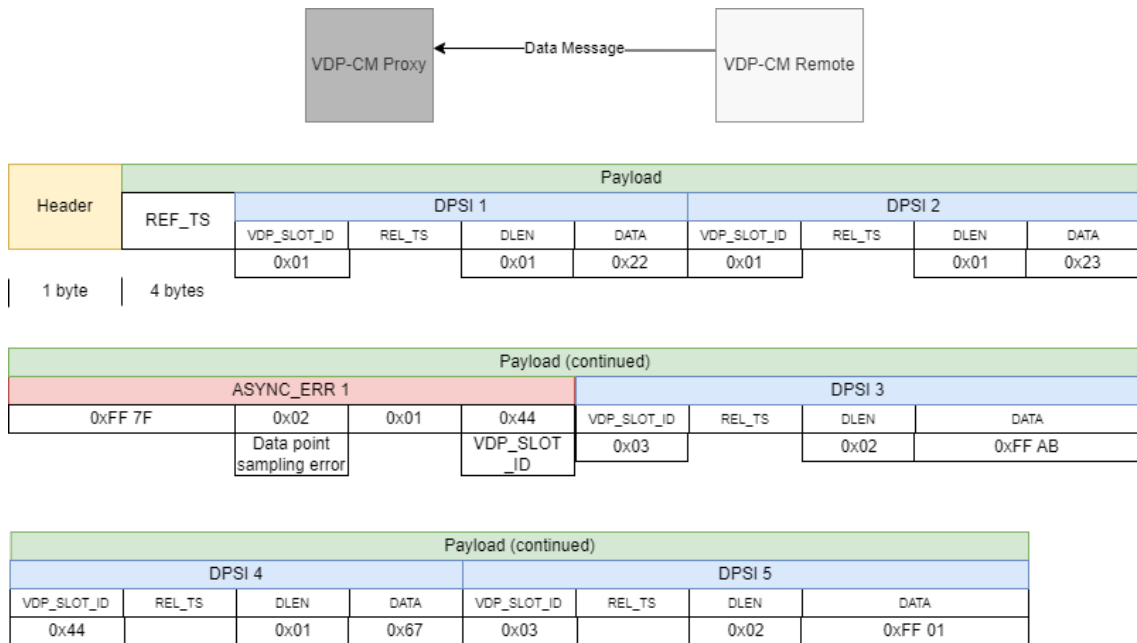 VDP-CM Proxy
Data Message
VDP-CM Remote
Header
Payload
REF_TS
DPSI 1
DPSI 2
VDP_SLOT_ID REL_TS DLEN DATA VDP_SLOT_ID REL_TS DLEN DATA
0x01 0x01 0x22 0x01 0x01 0x23
1 byte 4 bytes
Payload (continued)
ASYNC_ERR 1 DPSI 3
0xFF 7F 0x02 0x01 0x44 VDP_SLOT_ID REL_TS DLEN DATA
Data point
sampling error
VDP_SLOT
_ID
0x03 0x02 0xFF AB
Payload (continued)
DPSI 4 DPSI 5
VDP_SLOT_ID REL_TS DLEN DATA VDP_SLOT_ID REL_TS DLEN DATA
0x44 0x01 0x67 0x03 0x02 0xFF 01